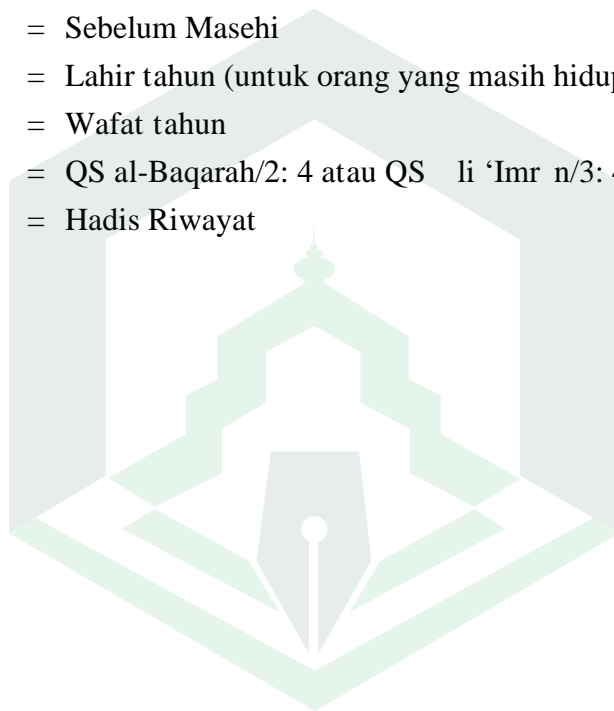 = Sebelum Masehi
= Lahir tahun (untuk orang yang masih hidup
= Wafat tahun
= QS al-Baqarah/2: 4 atau QS li ‘Imr n/3: 4
= Hadis Riwayat